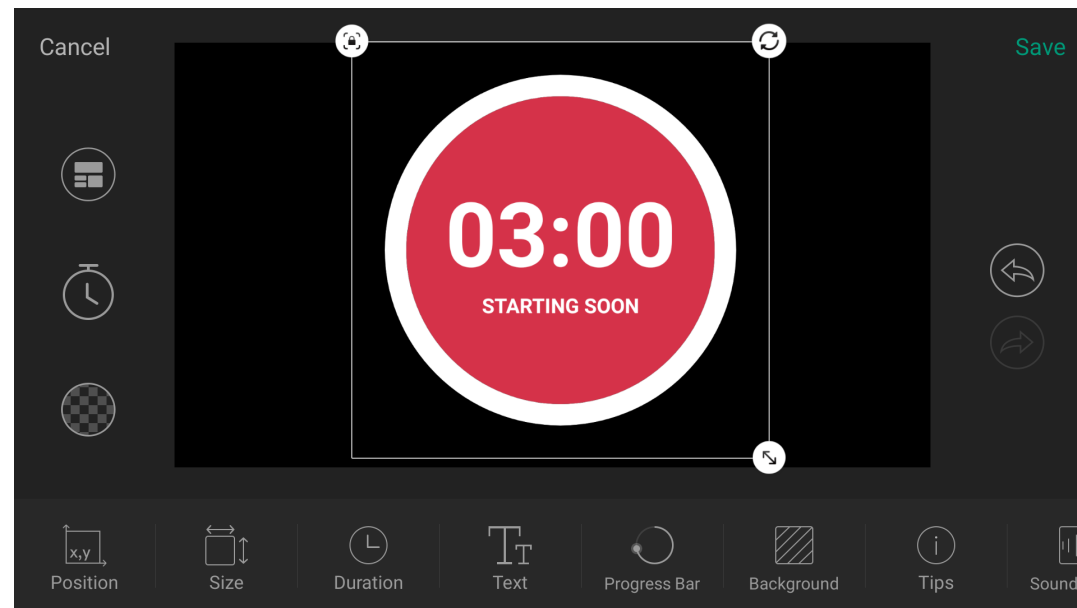 Cancel
Save
03:00
STARTING SOON
x,y
Position
Size
Duration
Text
Progress Bar
Background
Tips
Sound